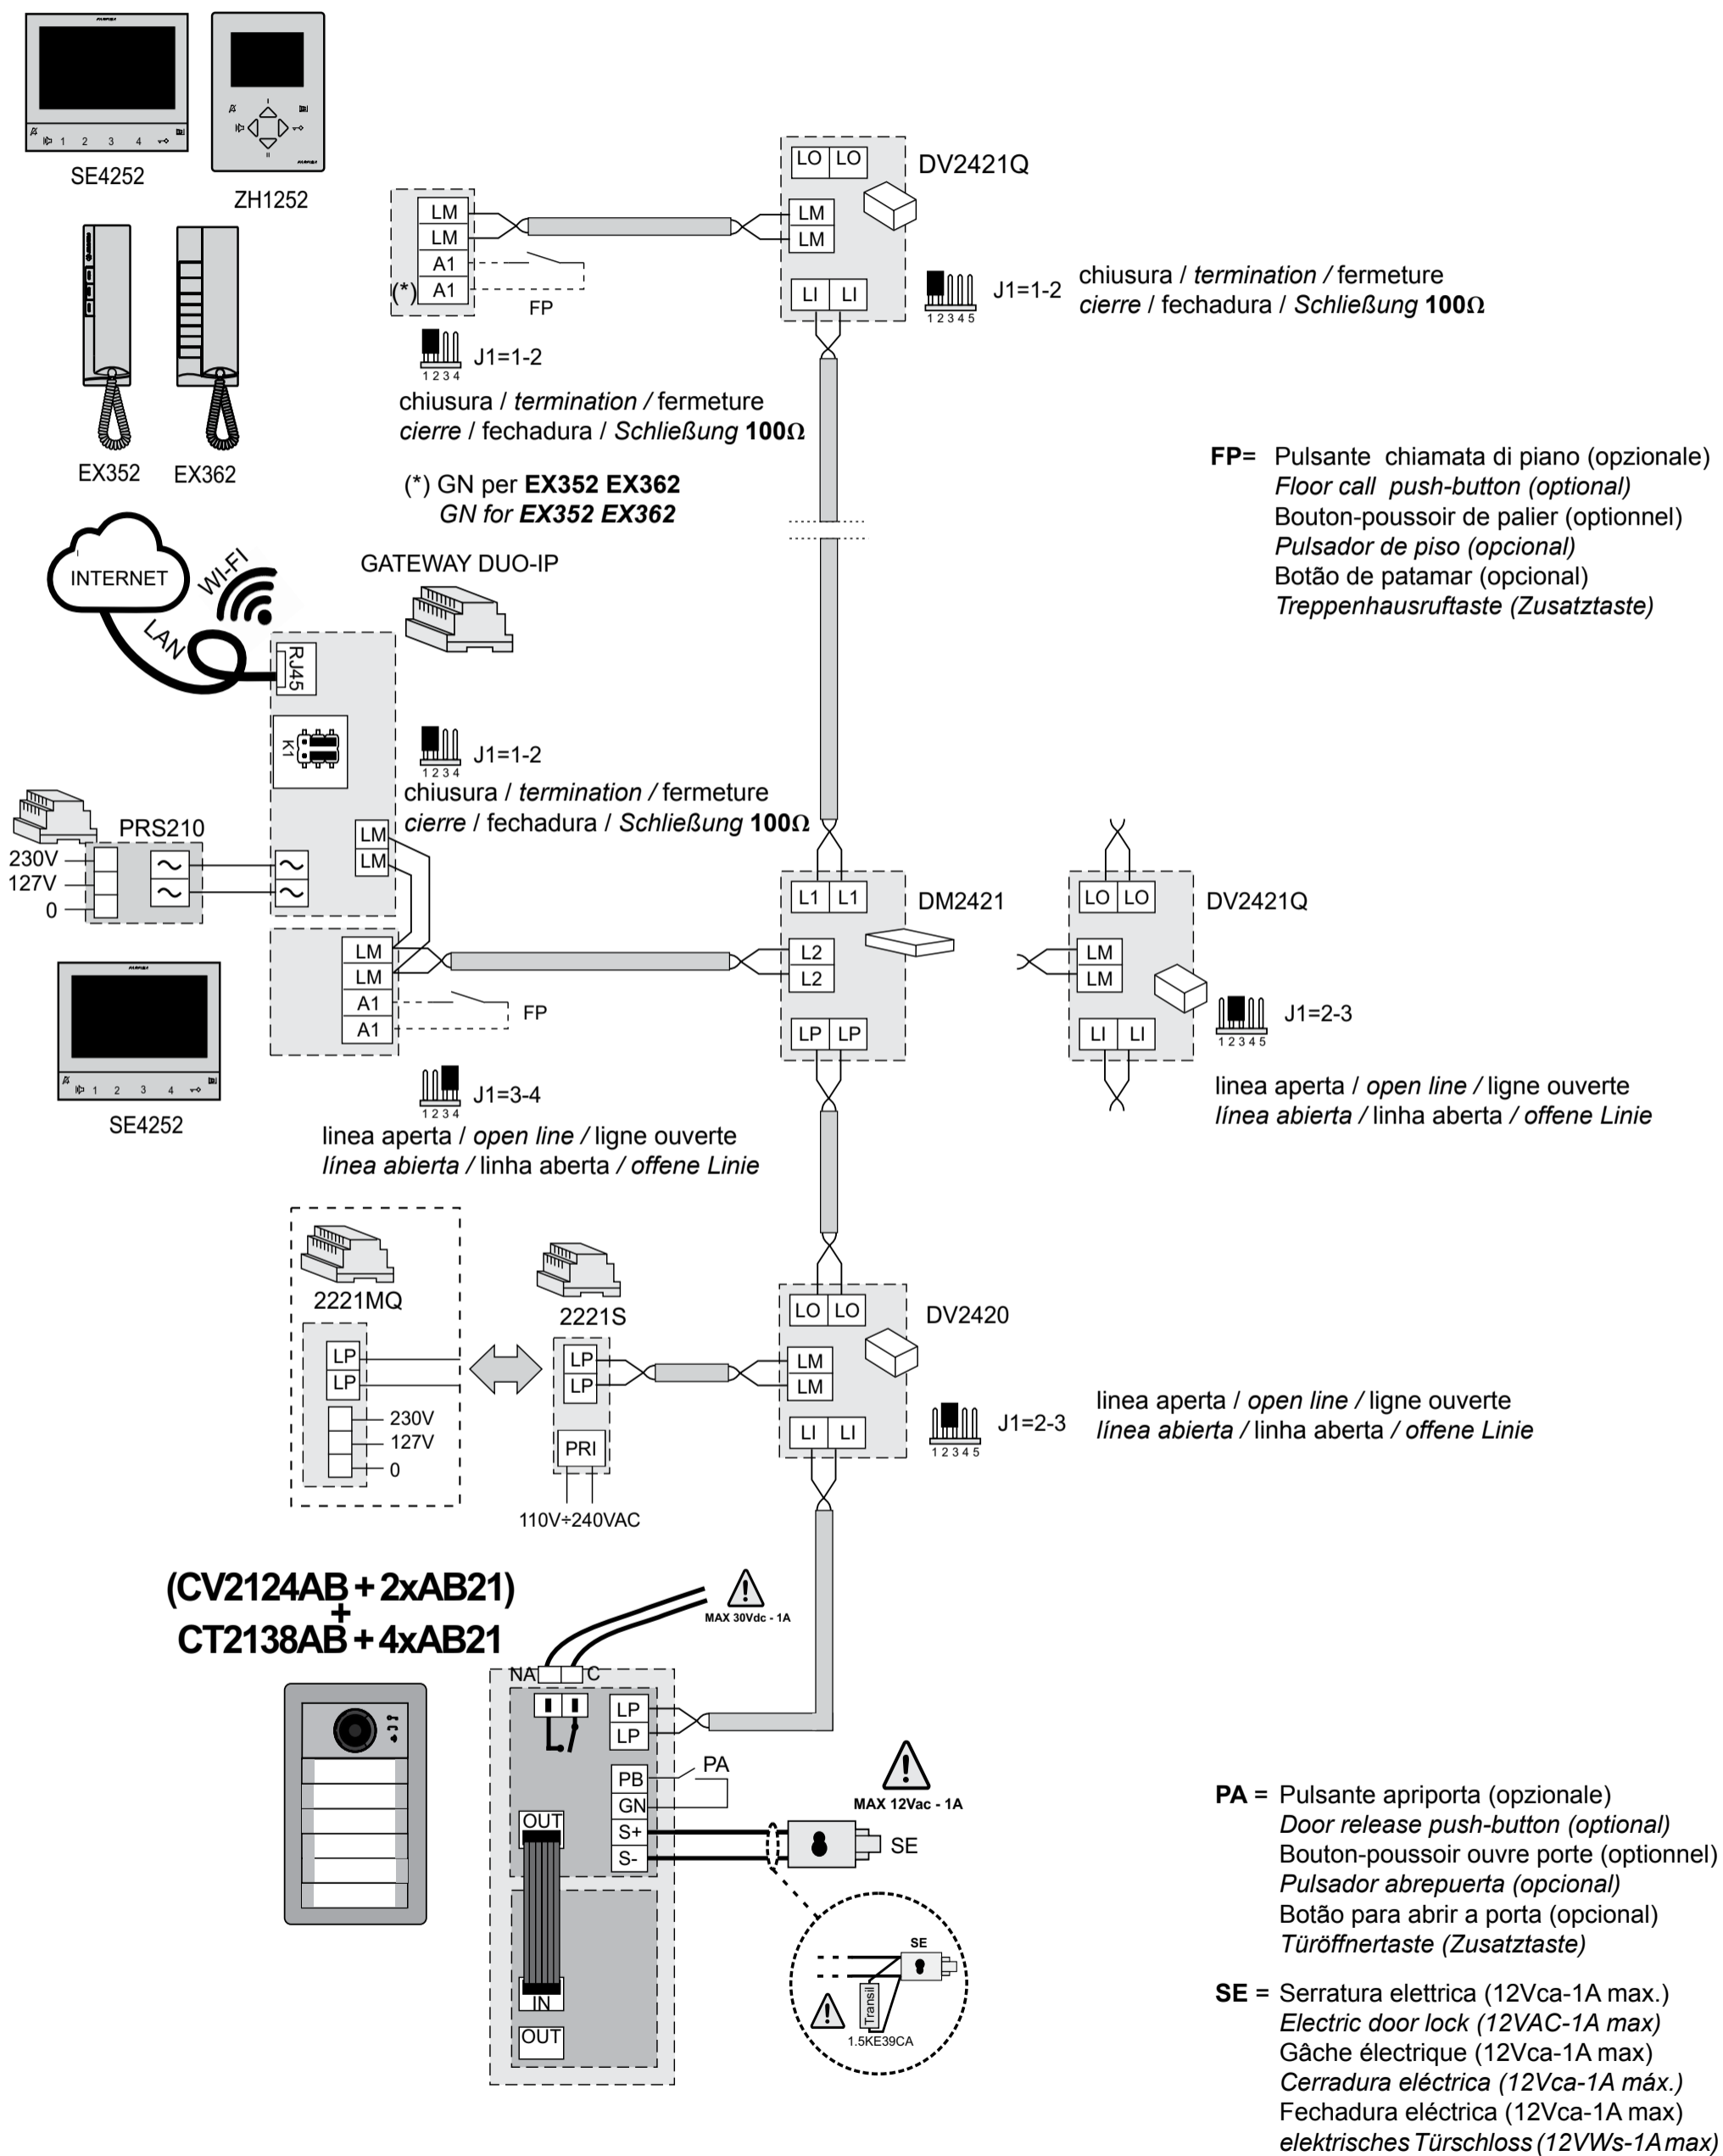 SE4252
ZH1252
EX352
EX362
1 2 3 4
I
II
LM
LM
A1
(*) A1
FP
1 2 3 4
J1=1-2
chiusura / termination / fermeture
cierre / fechadura / Schließung 100Ω
(*) GN per EX352 EX362
GN for EX352 EX362
LO LO
DV2421Q
LM
LM
LI LI
1 2 3 4 5
J1=1-2
chiusura / termination / fermeture
cierre / fechadura / Schließung 100Ω
FP= Pulsante chiamata di piano (opzionale)
Floor call push-button (optional)
Bouton-poussoir de palier (optionnel)
Pulsador de piso (opcional)
Botão de patamar (opcional)
Treppenhausruftaste (Zusatztaste)
INTERNET
WI-FI
LAN
GATEWAY DUO-IP
RJ45
K1
1 2 3 4
J1=1-2
chiusura / termination / fermeture
cierre / fechadura / Schließung 100Ω
PRS210
230V
127V
0
LM
LM
LM
LM
A1
A1
FP
1 2 3 4
SE4252
1 2 3 4
J1=3-4
linea aperta / open line / ligne ouverte
línea abierta / linha aberta / offene Linie
L1 L1
DM2421
L2
L2
LP LP
LO LO
DV2421Q
LM
LM
LI LI
1 2 3 4 5
J1=2-3
linea aperta / open line / ligne ouverte
línea abierta / linha aberta / offene Linie
2221MQ
LP
LP
230V
127V
0
2221S
LP
LP
PRI
110V÷240VAC
LO LO
DV2420
LM
LM
LI LI
1 2 3 4 5
J1=2-3
linea aperta / open line / ligne ouverte
línea abierta / linha aberta / offene Linie
(CV2124AB + 2xAB21)
+
CT2138AB + 4xAB21
MAX 30Vdc - 1A
NA C
LP
LP
PB
GN
S+
S-
PA
OUT
IN
OUT
MAX 12Vac - 1A
SE
SE
Transil
1.5KE39CA
PA = Pulsante apriporta (opzionale)
Door release push-button (optional)
Bouton-poussoir ouvre porte (optionnel)
Pulsador abrepuerta (opcional)
Botão para abrir a porta (opcional)
Türöffnertaste (Zusatztaste)
SE = Serratura elettrica (12Vca-1A max.)
Electric door lock (12VAC-1A max)
Gâche électrique (12Vca-1A max)
Cerradura eléctrica (12Vca-1A máx.)
Fechadura eléctrica (12Vca-1A max)
elektrisches Türschloss (12VWs-1A max)